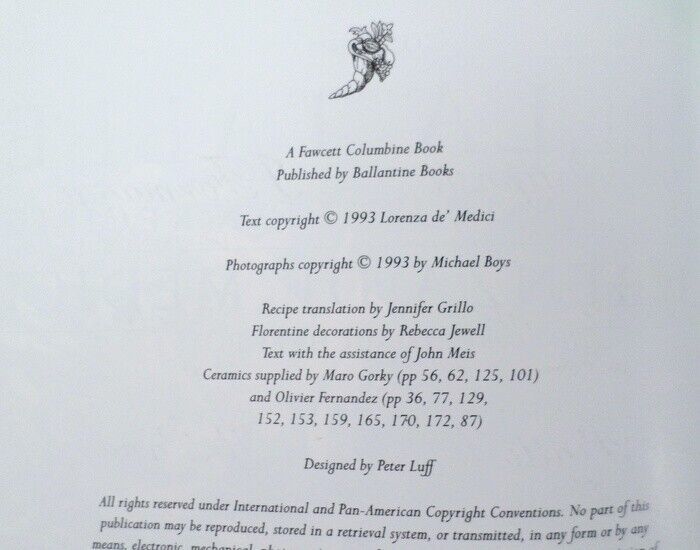 A Fawcett Columbine Book
Published by Ballantine Books
Text copyright © 1993 Lorenza de' Medici
Photographs copyright © 1993 by Michael Boys
Recipe translation by Jennifer Grillo
Florentine decorations by Rebecca Jewell
Text with the assistance of John Meis
Ceramics supplied by Maro Gorky (pp 56, 62, 125, 101)
and Olivier Fernandez (pp 36, 77, 129,
152, 153, 159, 165, 170, 172, 87)
Designed by Peter Luff
All rights reserved under International and Pan-American Copyright Conventions. No part of this
publication may be reproduced, stored in a retrieval system, or transmitted, in any form or by any
means, electronic, mechanical,